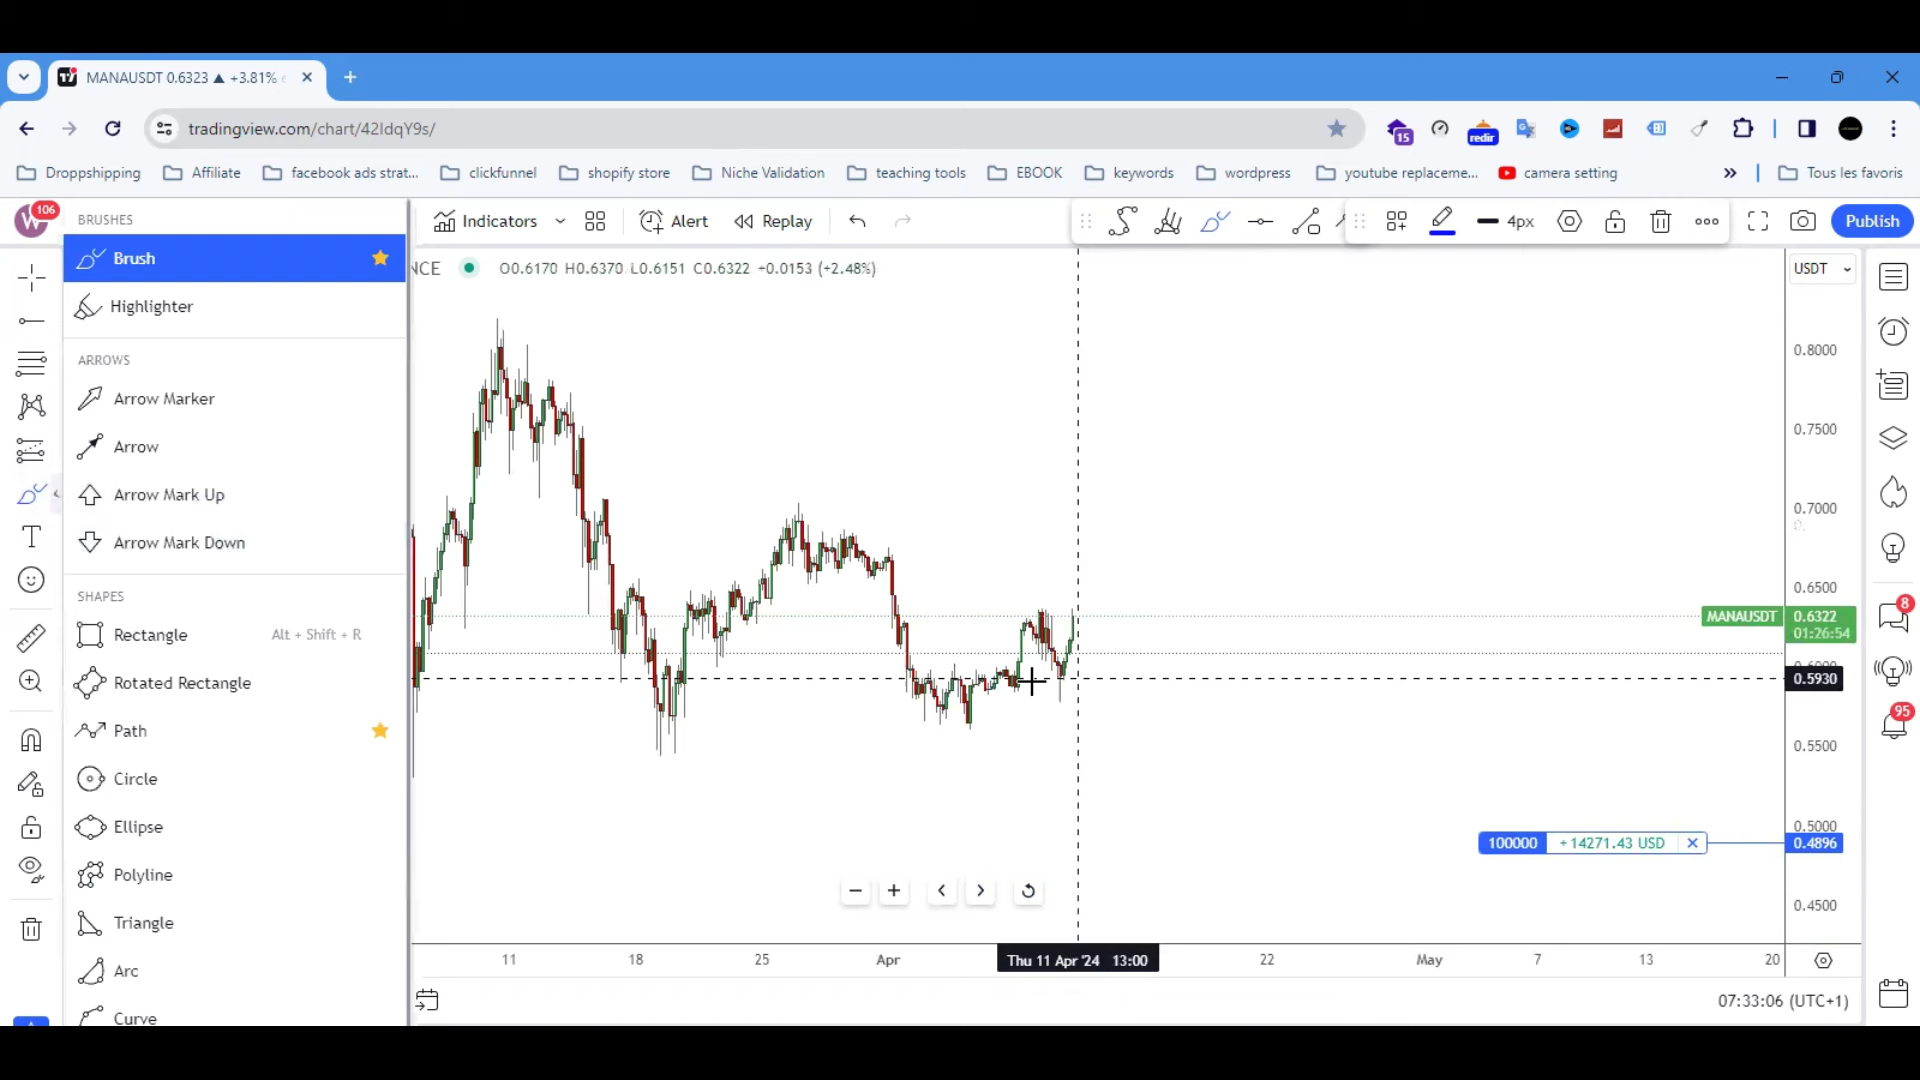 MANAUSDT 0.6323 ▲ +3.81%
tradingview.com/chart/42IdqY9s/
15
redir
Droppshipping
Affiliate
facebook ads strat...
clickfunnel
shopify store
Niche Validation
teaching tools
EBOOK
keywords
wordpress
youtube replaceme...
camera setting
Tous les favoris
W
106
BRUSHES
Indicators
Alert
Replay
4px
Publish
Brush
NCE O0.6170 H0.6370 L0.6151 C0.6322 +0.0153 (+2.48%)
USDT
Highlighter
ARROWS
Arrow Marker
Arrow
Arrow Mark Up
Arrow Mark Down
SHAPES
Rectangle Alt + Shift + R
Rotated Rectangle
Path
Circle
Ellipse
Polyline
Triangle
Arc
Curve
0.8000
0.7500
0.7000
0.6500
MANAUSDT 0.6322
01:26:54
0.6000
0.5930
0.5500
0.5000
100000 +14271.43 USD
0.4896
0.4500
8
95
11
18
25
Apr
Thu 11 Apr '24 13:00
22
May
7
13
20
07:33:06 (UTC+1)